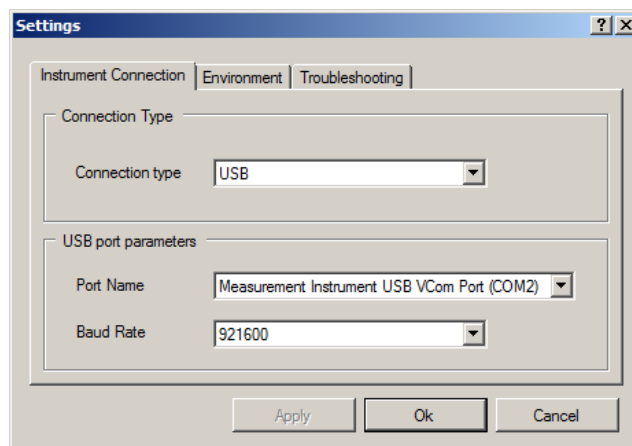 Settings
Instrument Connection Environment Troubleshooting
Connection Type
Connection type USB
USB port parameters
Port Name Measurement Instrument USB VCom Port (COM2)
Baud Rate 921600
Apply Ok Cancel